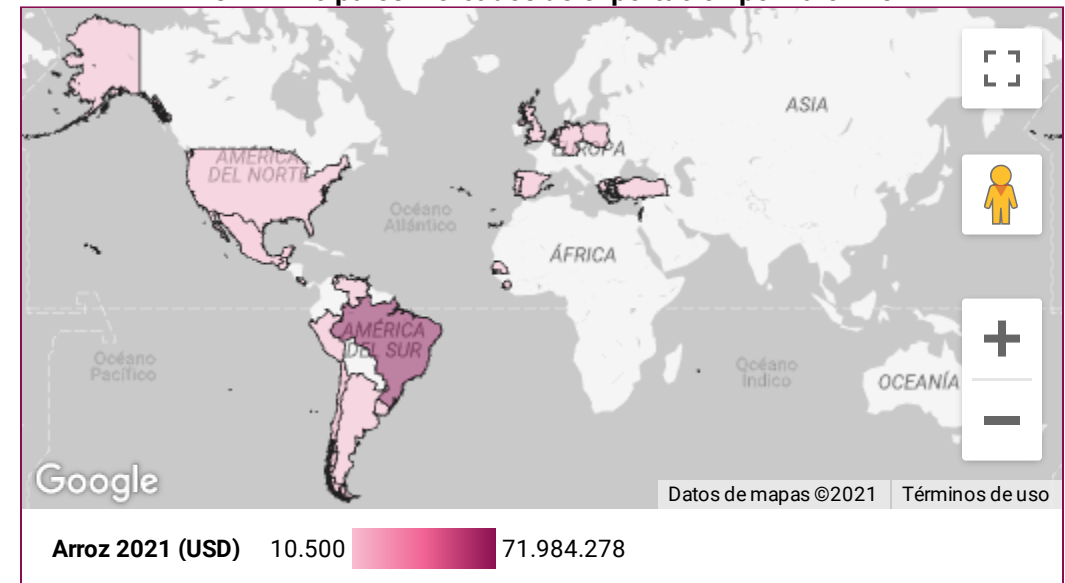 ASIA
AMÉRICA
DEL NORTE
EUROPA
Océano
Atlántico
ÁFRICA
AMÉRICA
DEL SUR
Océano
Pacífico
Océano
Índico
OCEANÍA
Google
Datos de mapas ©2021 Términos de uso
Arroz 2021 (USD) 10.500 71.984.278